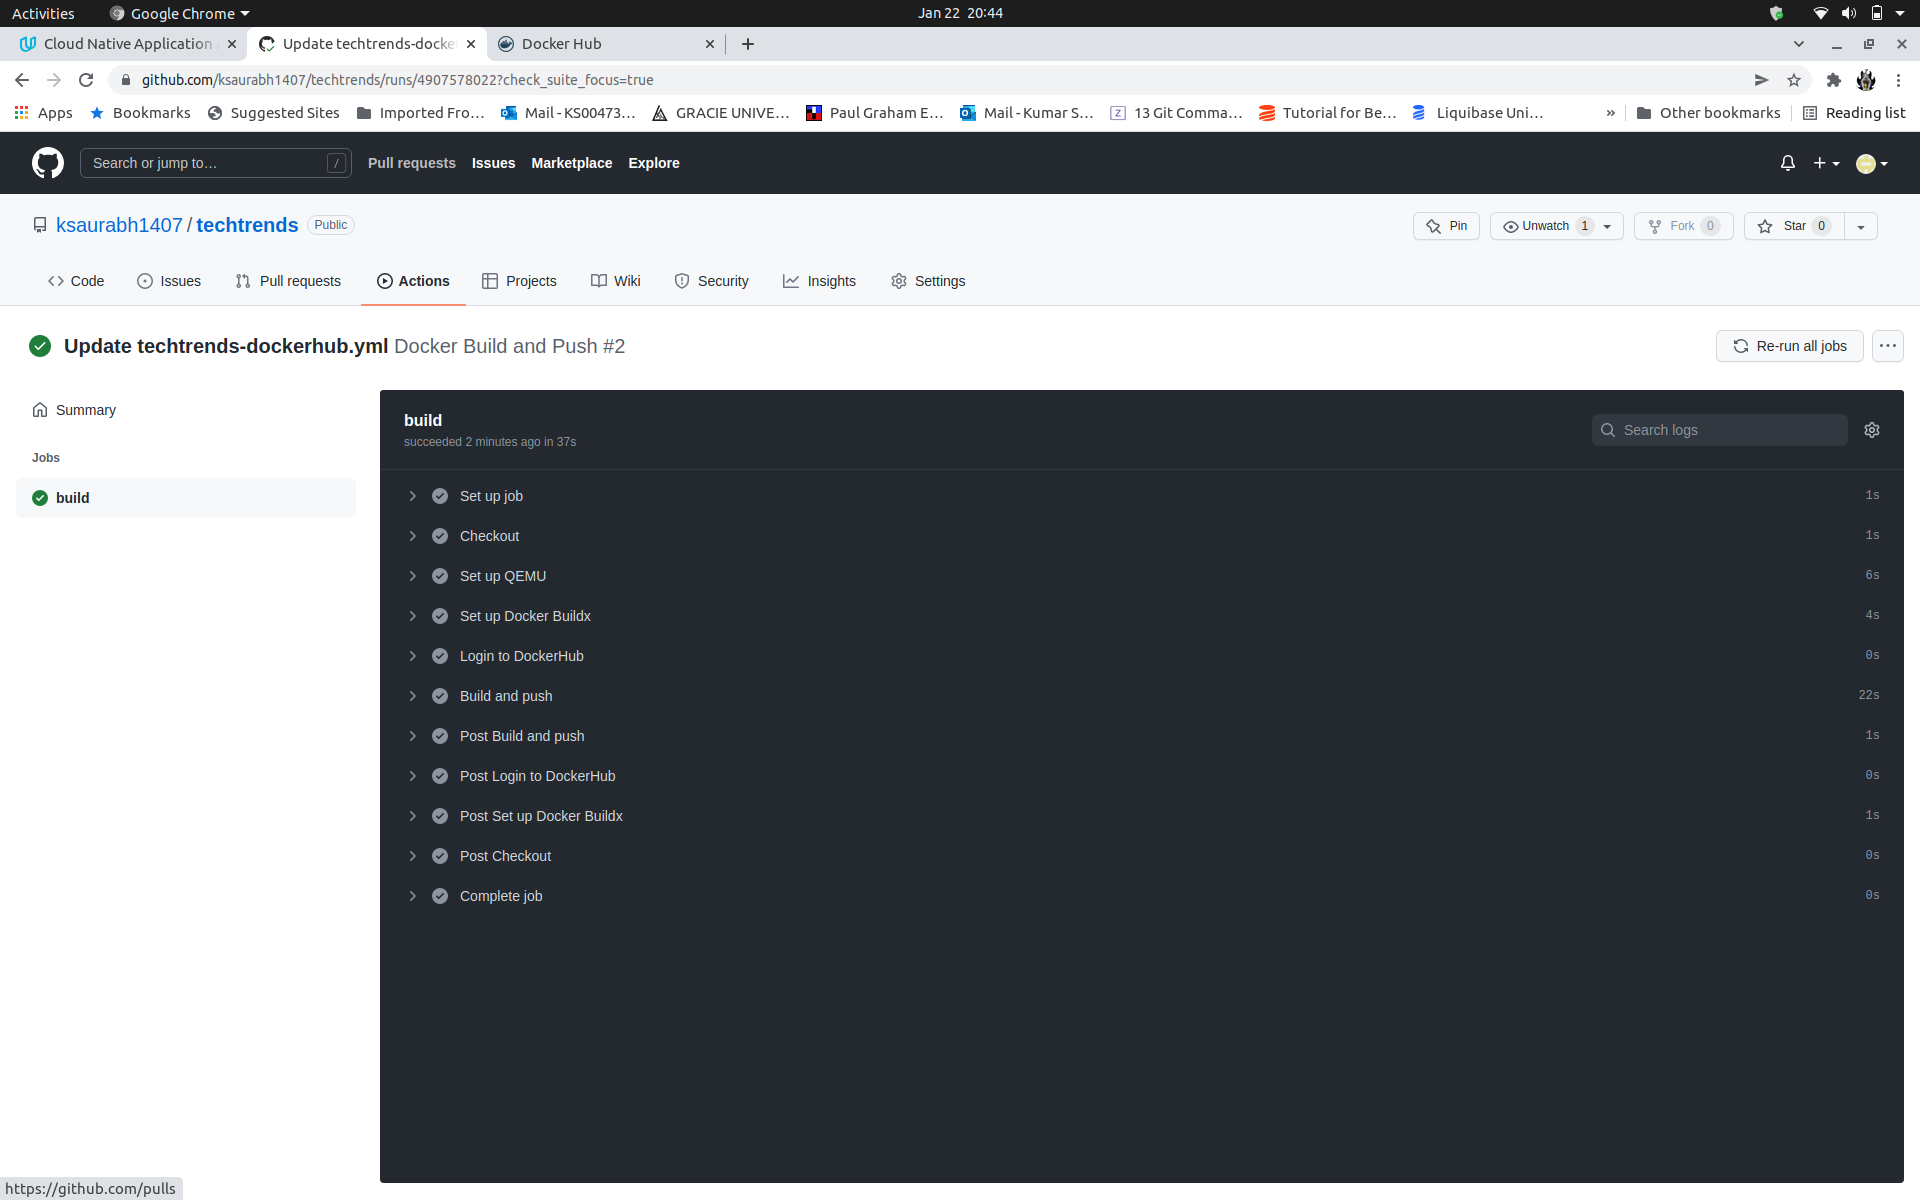 Activities Google Chrome Jan 22 20:44
Cloud Native Application Update techtrends-docke Docker Hub
github.com/ksaurabh1407/techtrends/runs/4907578022?check_suite_focus=true
Apps Bookmarks Suggested Sites Imported Fro… Mail - KS00473… GRACIE UNIVE… Paul Graham E… Mail - Kumar S… 13 Git Comma… Tutorial for Be… Liquibase Uni… » Other bookmarks Reading list
Search or jump to… / Pull requests Issues Marketplace Explore
ksaurabh1407 / techtrends Public Pin Unwatch 1 Fork 0 Star 0
Code Issues Pull requests Actions Projects Wiki Security Insights Settings
Update techtrends-dockerhub.yml Docker Build and Push #2 Re-run all jobs
Summary
Jobs
build
build
succeeded 2 minutes ago in 37s
Search logs
Set up job 1s
Checkout 1s
Set up QEMU 6s
Set up Docker Buildx 4s
Login to DockerHub 0s
Build and push 22s
Post Build and push 1s
Post Login to DockerHub 0s
Post Set up Docker Buildx 1s
Post Checkout 0s
Complete job 0s
https://github.com/pulls